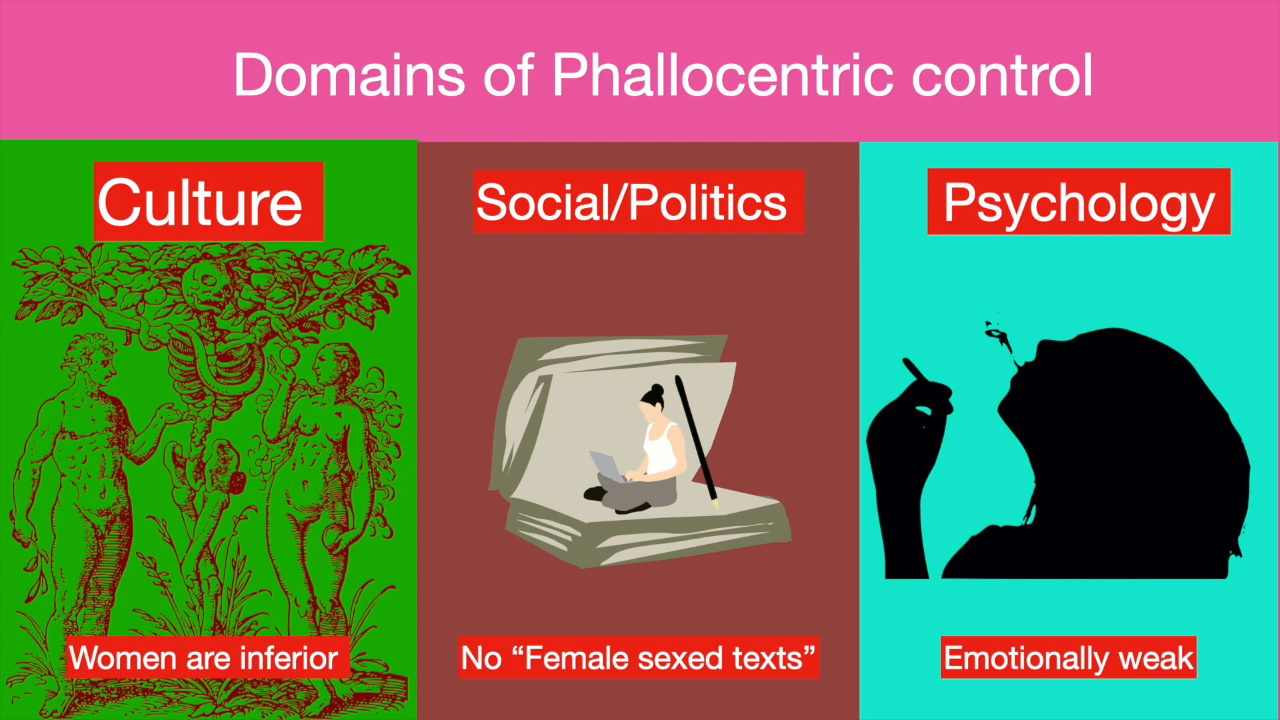 Domains of Phallocentric control
Culture
Social/Politics
Psychology
Women are inferior
No “Female sexed texts”
Emotionally weak